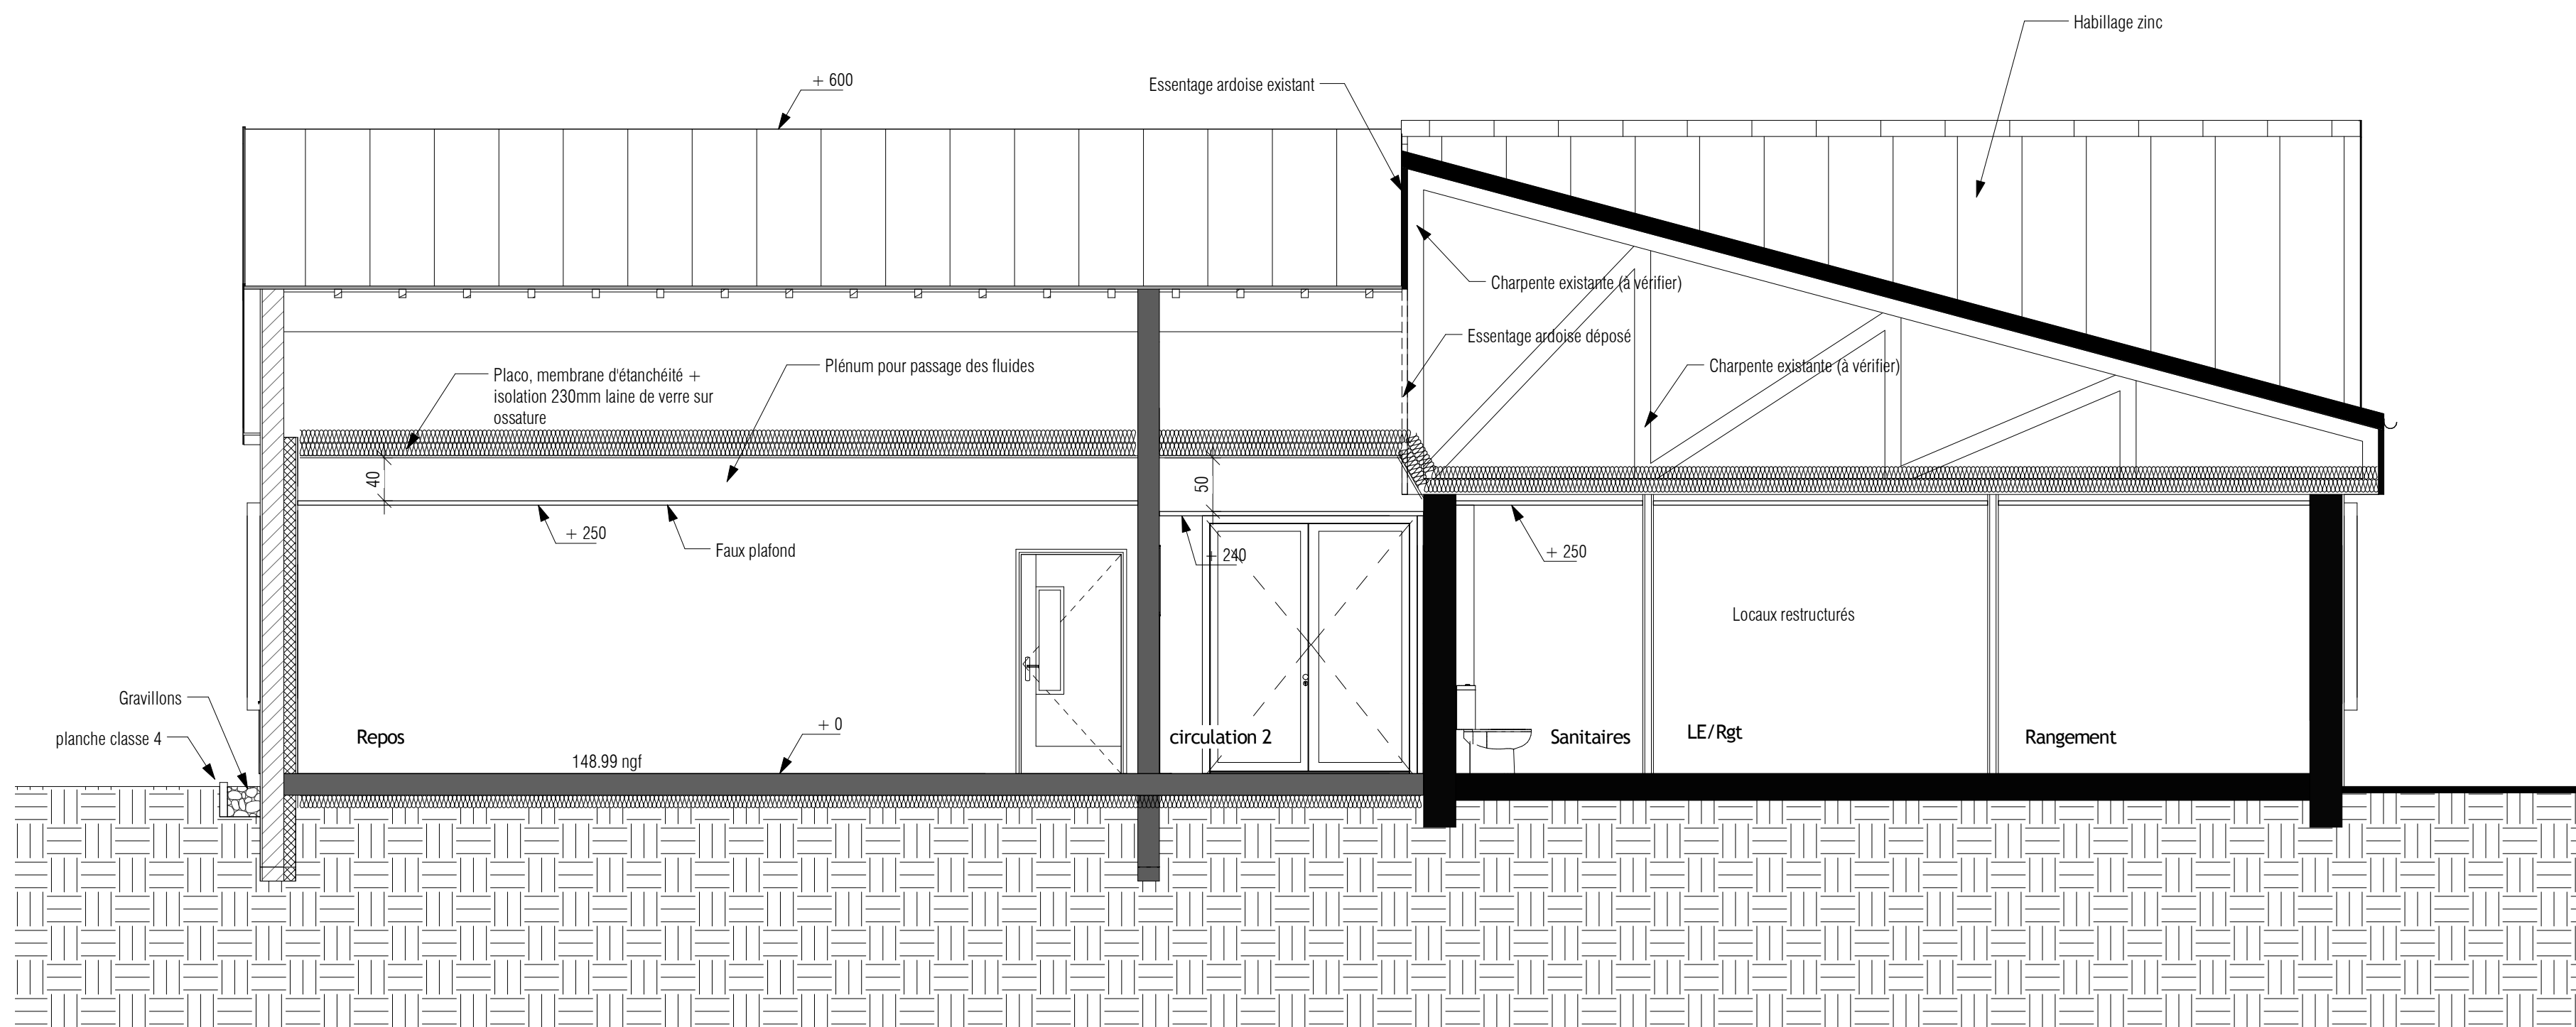 Habillage zinc
+ 600
Essentage ardoise existant
Charpente existante (à vérifier)
Essentage ardoise déposé
Placo, membrane d'étanchéité +
isolation 230mm laine de verre sur
ossature
Plénum pour passage des fluides
Charpente existante (à vérifier)
40
50
+ 250
Faux plafond
+ 240
+ 250
Locaux restructurés
Gravillons
planche classe 4
Repos
148.99 ngf
+ 0
circulation 2
Sanitaires
LE/Rgt
Rangement